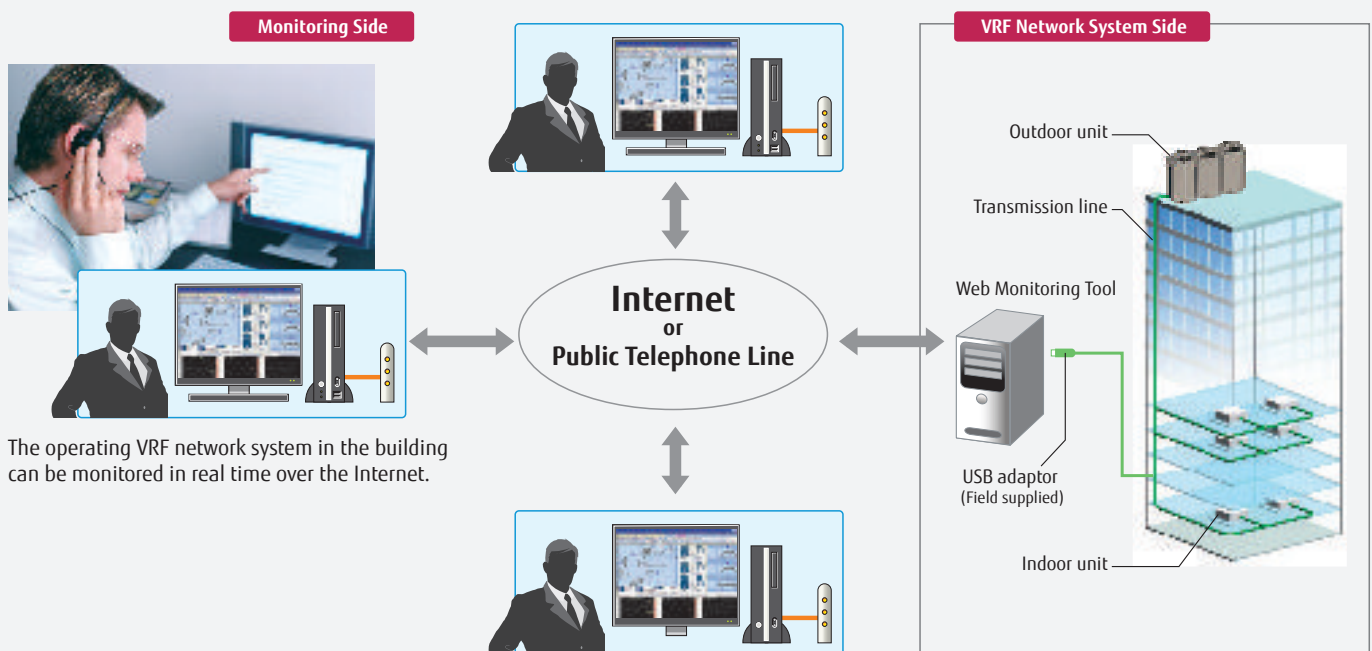 Monitoring Side
VRF Network System Side
Outdoor unit
Transmission line
Web Monitoring Tool
Internet
or
Public Telephone Line
USB adaptor
(Field supplied)
Indoor unit
The operating VRF network system in the building
can be monitored in real time over the Internet.